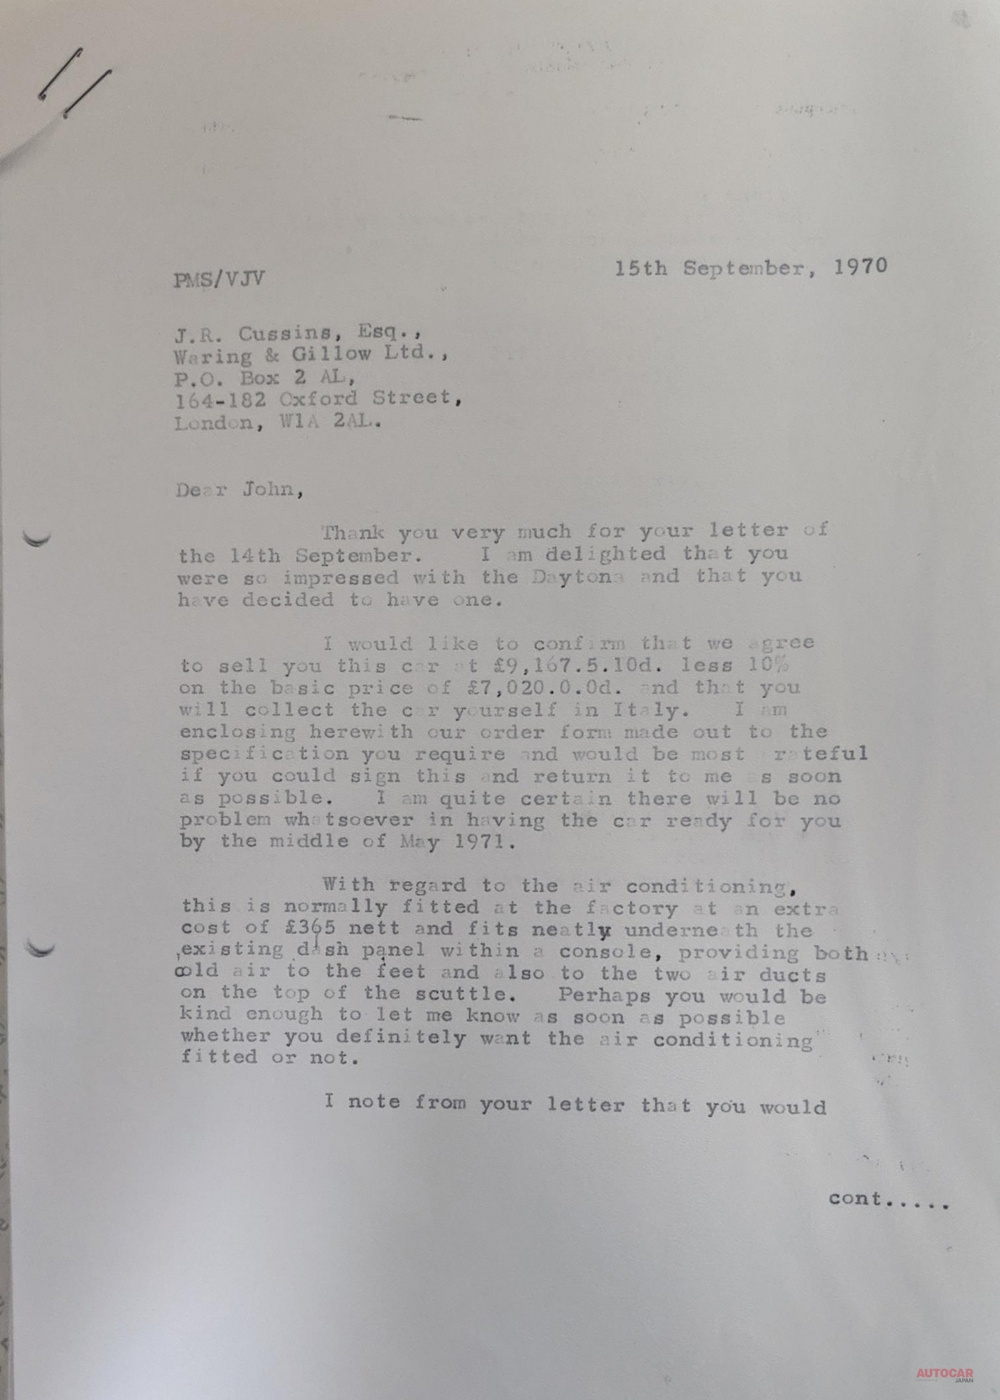 15th September, 1970
PMS/VJV
J.R. Cussins, Esq.,
Waring & Gillow Ltd.,
P.O. Box 2 AL,
164-182 Oxford Street,
London, W1A 2AL.
Dear John,
Thank you very much for your letter of
the 14th September. I am delighted that you
were so impressed with the Daytona and that you
have decided to have one.
I would like to confirm that we agree
to sell you this car at £9,167.5.10d. less 10%
on the basic price of £7,020.0.0d. and that you
will collect the car yourself in Italy. I am
enclosing herewith our order form made out to the
specification you require and would be most grateful
if you could sign this and return it to me as soon
as possible. I am quite certain there will be no
problem whatsoever in having the car ready for you
by the middle of May 1971.
With regard to the air conditioning,
this is normally fitted at the factory at an extra
cost of £365 nett and fits neatly underneath the
existing dash panel within a console, providing both
cold air to the feet and also to the two air ducts
on the top of the scuttle. Perhaps you would be
kind enough to let me know as soon as possible
whether you definitely want the air conditioning
fitted or not.
I note from your letter that you would
cont.....
AUTOCAR
JAPAN